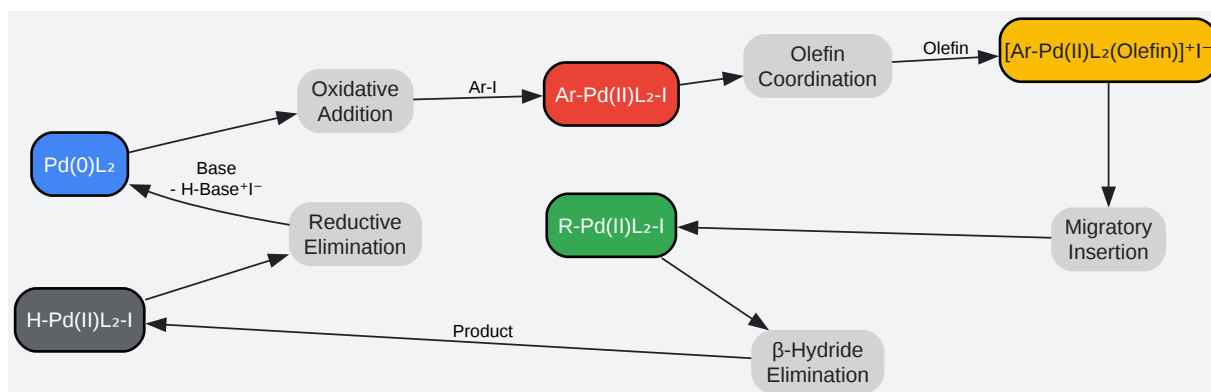 Olefin
Coordination
Olefin
[Ar-Pd(II)L₂(Olefin)]⁺I⁻
Oxidative
Addition
Ar-I
Ar-Pd(II)L₂-I
Pd(0)L₂
Base
- H-Base⁺I⁻
Reductive
Elimination
R-Pd(II)L₂-I
Migratory
Insertion
H-Pd(II)L₂-I
Product
β-Hydride
Elimination